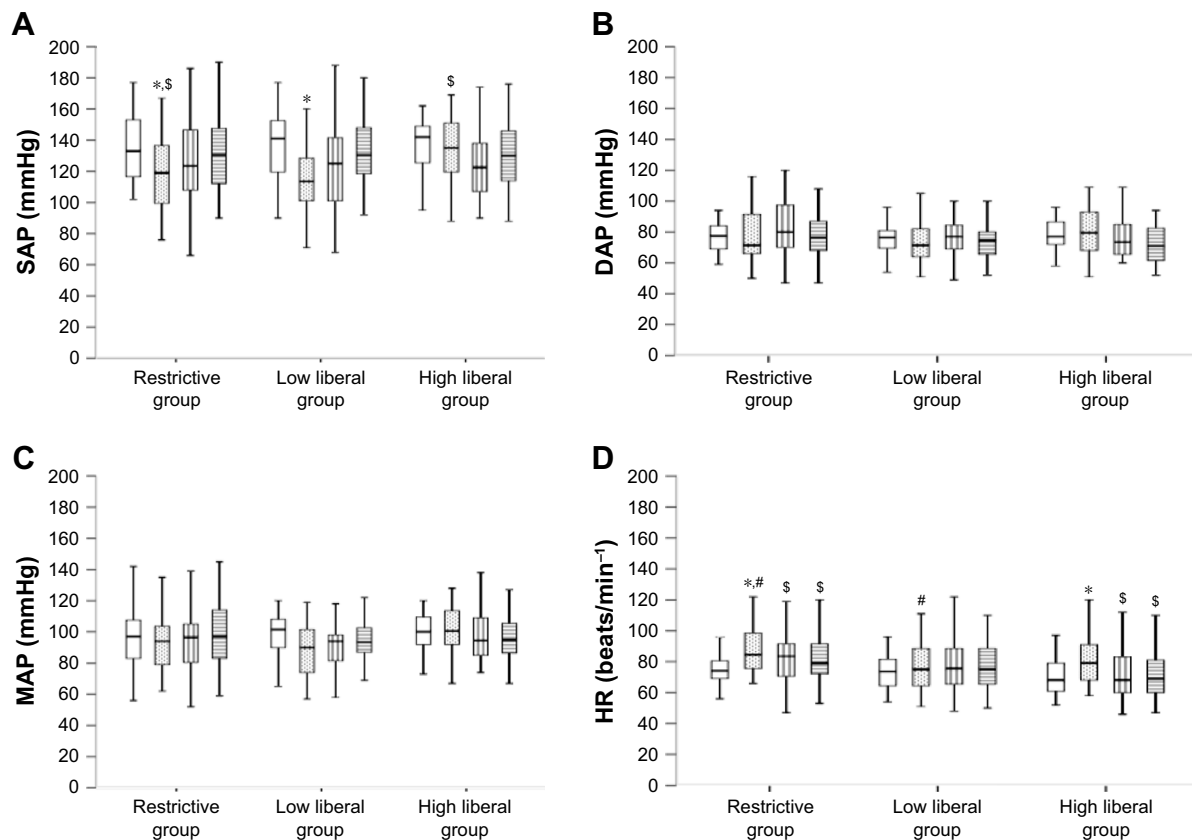 A
SAP (mmHg)
200
180
160
140
120
100
80
60
40
20
0
*,$
*
$
Restrictive
group
Low liberal
group
High liberal
group
B
DAP (mmHg)
200
180
160
140
120
100
80
60
40
20
0
Restrictive
group
Low liberal
group
High liberal
group
C
MAP (mmHg)
200
180
160
140
120
100
80
60
40
20
0
Restrictive
group
Low liberal
group
High liberal
group
D
HR (beats/min⁻¹)
200
180
160
140
120
100
80
60
40
20
0
*,#
$
$
#
*
$
$
Restrictive
group
Low liberal
group
High liberal
group